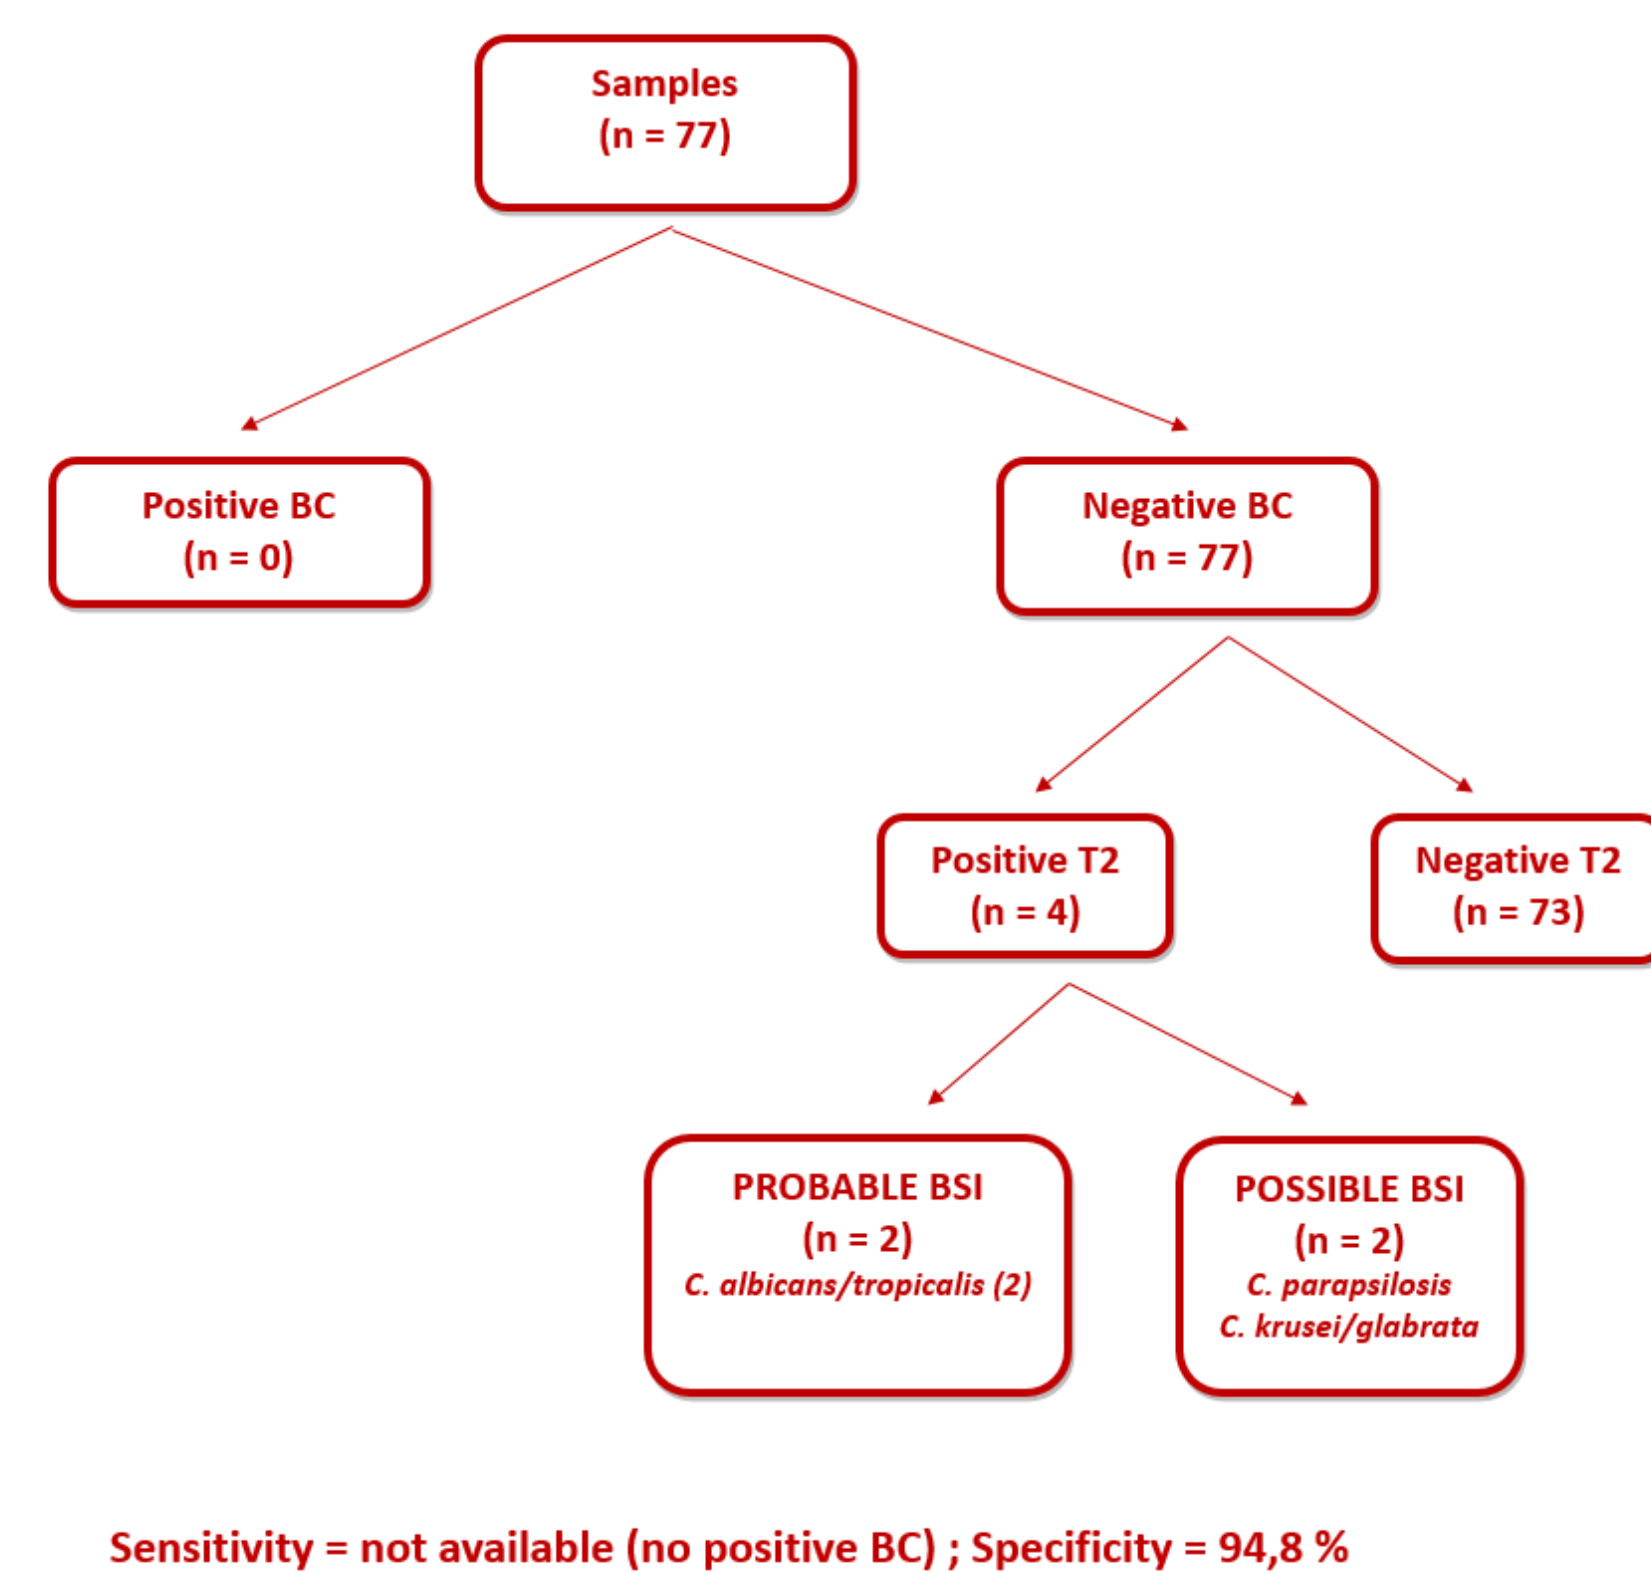 Samples
(n = 77)
Positive BC
(n = 0)
Negative BC
(n = 77)
Positive T2
(n = 4)
Negative T2
(n = 73)
PROBABLE BSI
(n = 2)
C. albicans/tropicalis (2)
POSSIBLE BSI
(n = 2)
C. parapsilosis
C. krusei/glabrata
Sensitivity = not available (no positive BC) ; Specificity = 94,8 %